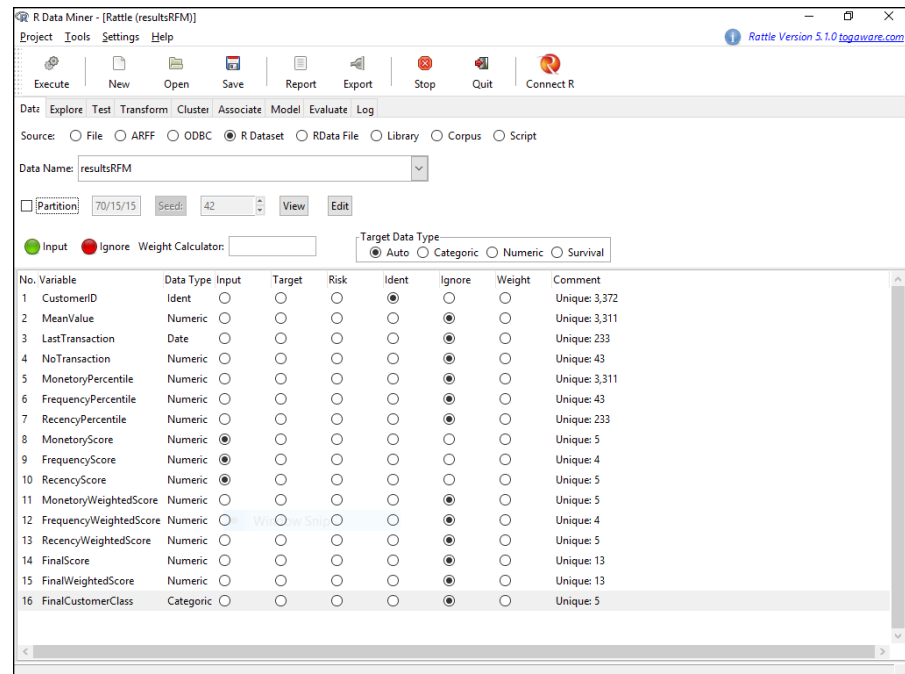 R Data Miner - [Rattle (resultsRFM)]
Project Tools Settings Help Rattle Version 5.1.0 togaware.com
Execute New Open Save Report Export Stop Quit Connect R
Data Explore Test Transform Cluster Associate Model Evaluate Log
Source: File ARFF ODBC R Dataset RData File Library Corpus Script
Data Name: resultsRFM
Partition 70/15/15 Seed: 42 View Edit
Target Data Type
Input Ignore Weight Calculator: Auto Categoric Numeric Survival
No. Variable Data Type Input Target Risk Ident Ignore Weight Comment
1 CustomerID Ident Unique: 3,372
2 MeanValue Numeric Unique: 3,311
3 LastTransaction Date Unique: 233
4 NoTransaction Numeric Unique: 43
5 MonetoryPercentile Numeric Unique: 3,311
6 FrequencyPercentile Numeric Unique: 43
7 RecencyPercentile Numeric Unique: 233
8 MonetoryScore Numeric Unique: 5
9 FrequencyScore Numeric Unique: 4
10 RecencyScore Numeric Unique: 5
11 MonetoryWeightedScore Numeric Unique: 5
12 FrequencyWeightedScore Numeric Window Unique: 4
13 RecencyWeightedScore Numeric Unique: 5
14 FinalScore Numeric Unique: 13
15 FinalWeightedScore Numeric Unique: 13
16 FinalCustomerClass Categoric Unique: 5